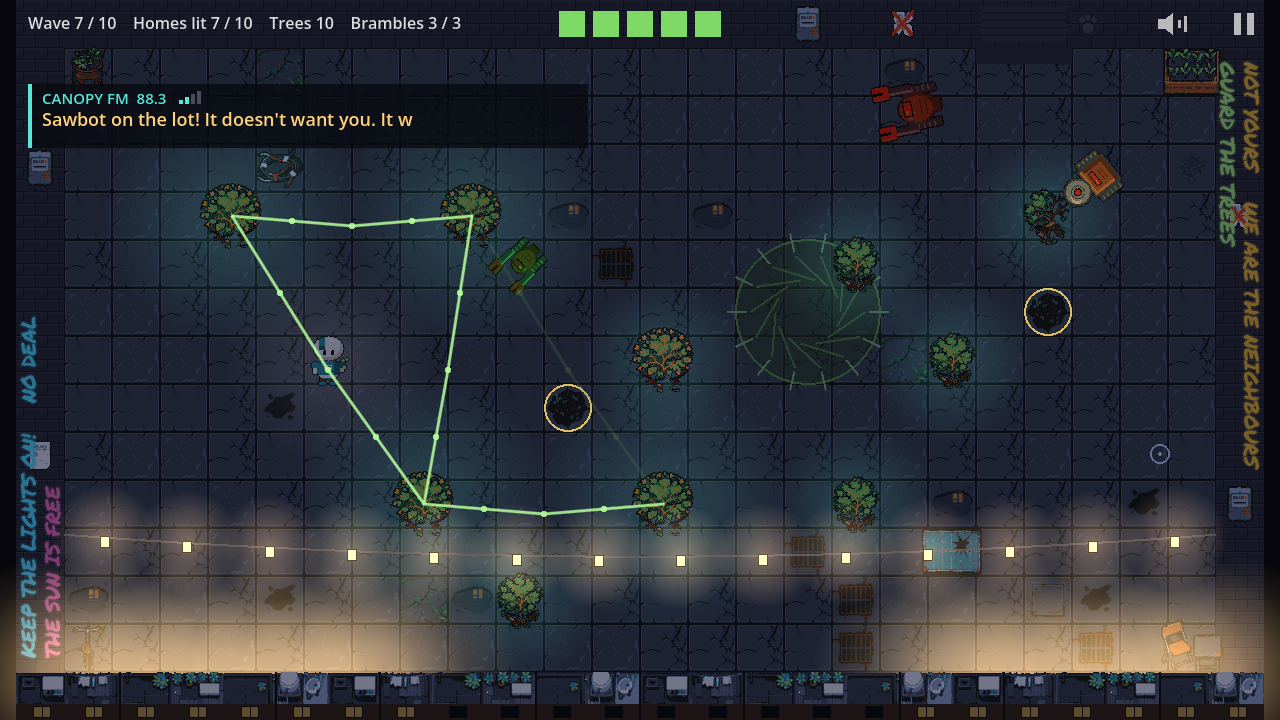 Wave 7 / 10 Homes lit 7 / 10 Trees 10 Brambles 3 / 3
CANOPY FM 88.3
Sawbot on the lot! It doesn't want you. It w
NO DEAL
KEEP THE LIGHTS ON!
THE SUN IS FREE
GUARD THE TREES
NOT YOURS
WE ARE THE NEIGHBOURS